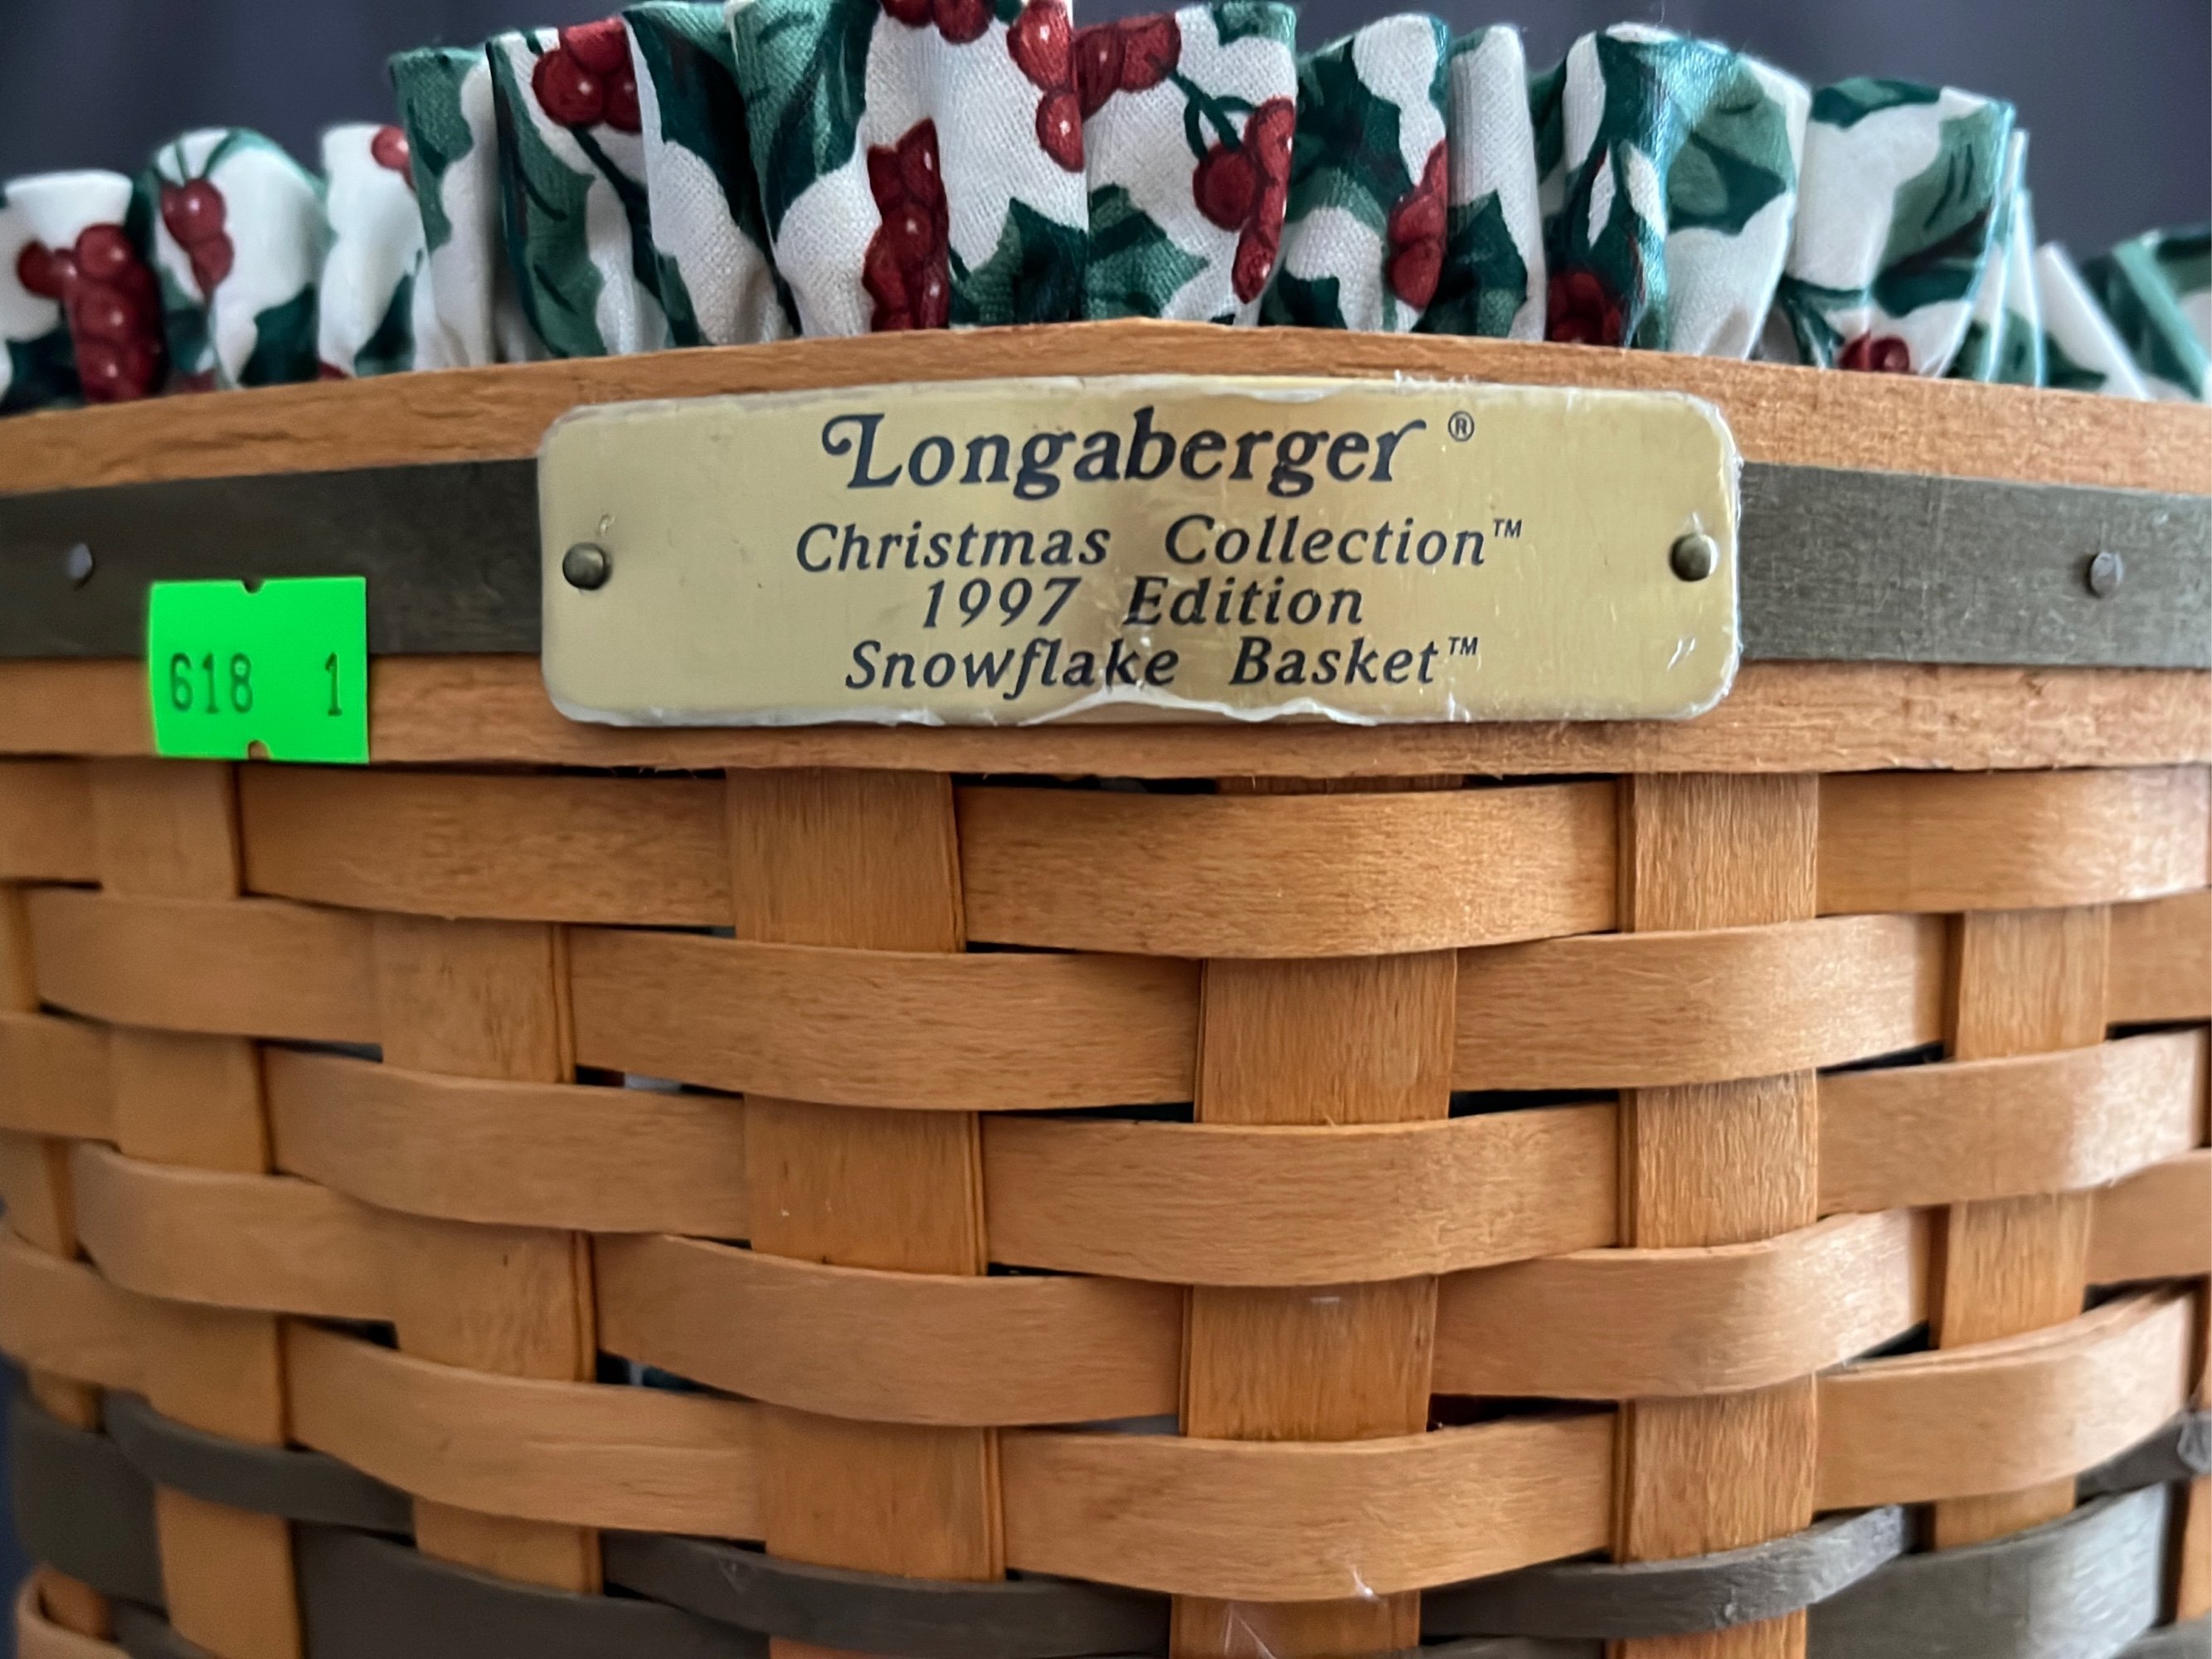 Longaberger®
Christmas Collection™
1997 Edition
Snowflake Basket™
618 1